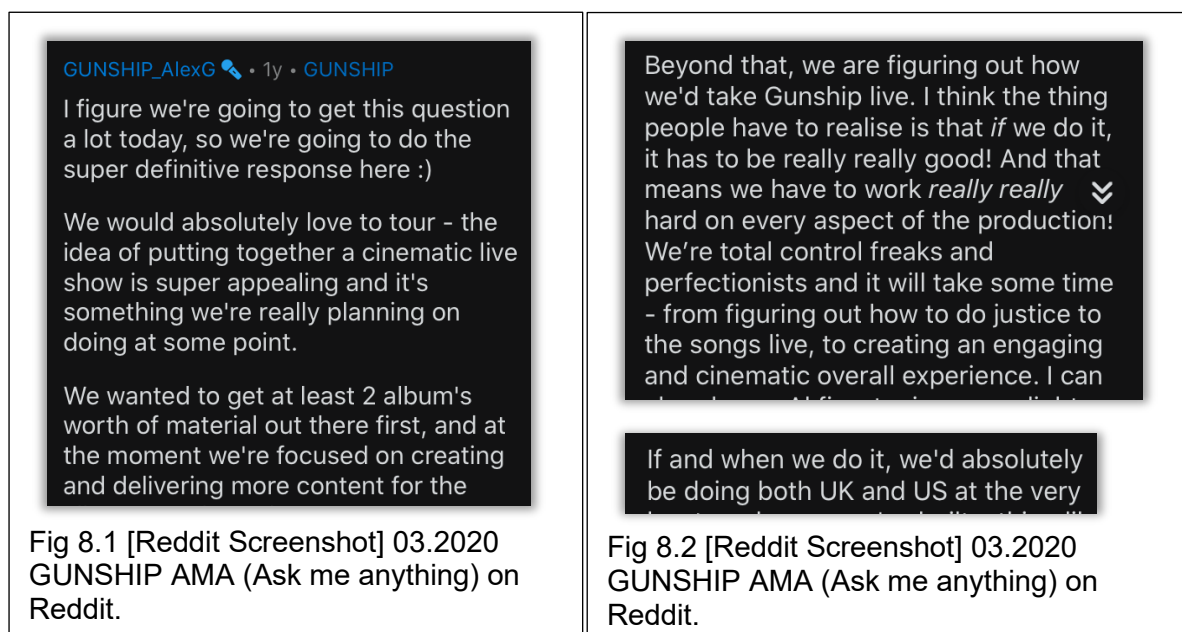 GUNSHIP_AlexG • 1y • GUNSHIP
I figure we're going to get this question
a lot today, so we're going to do the
super definitive response here :)
We would absolutely love to tour - the
idea of putting together a cinematic live
show is super appealing and it's
something we're really planning on
doing at some point.
We wanted to get at least 2 album's
worth of material out there first, and at
the moment we're focused on creating
and delivering more content for the
Fig 8.1 [Reddit Screenshot] 03.2020
GUNSHIP AMA (Ask me anything) on
Reddit.
Beyond that, we are figuring out how
we'd take Gunship live. I think the thing
people have to realise is that if we do it,
it has to be really really good! And that
means we have to work really really
hard on every aspect of the production!
We’re total control freaks and
perfectionists and it will take some time
- from figuring out how to do justice to
the songs live, to creating an engaging
and cinematic overall experience. I can
If and when we do it, we'd absolutely
be doing both UK and US at the very
Fig 8.2 [Reddit Screenshot] 03.2020
GUNSHIP AMA (Ask me anything) on
Reddit.